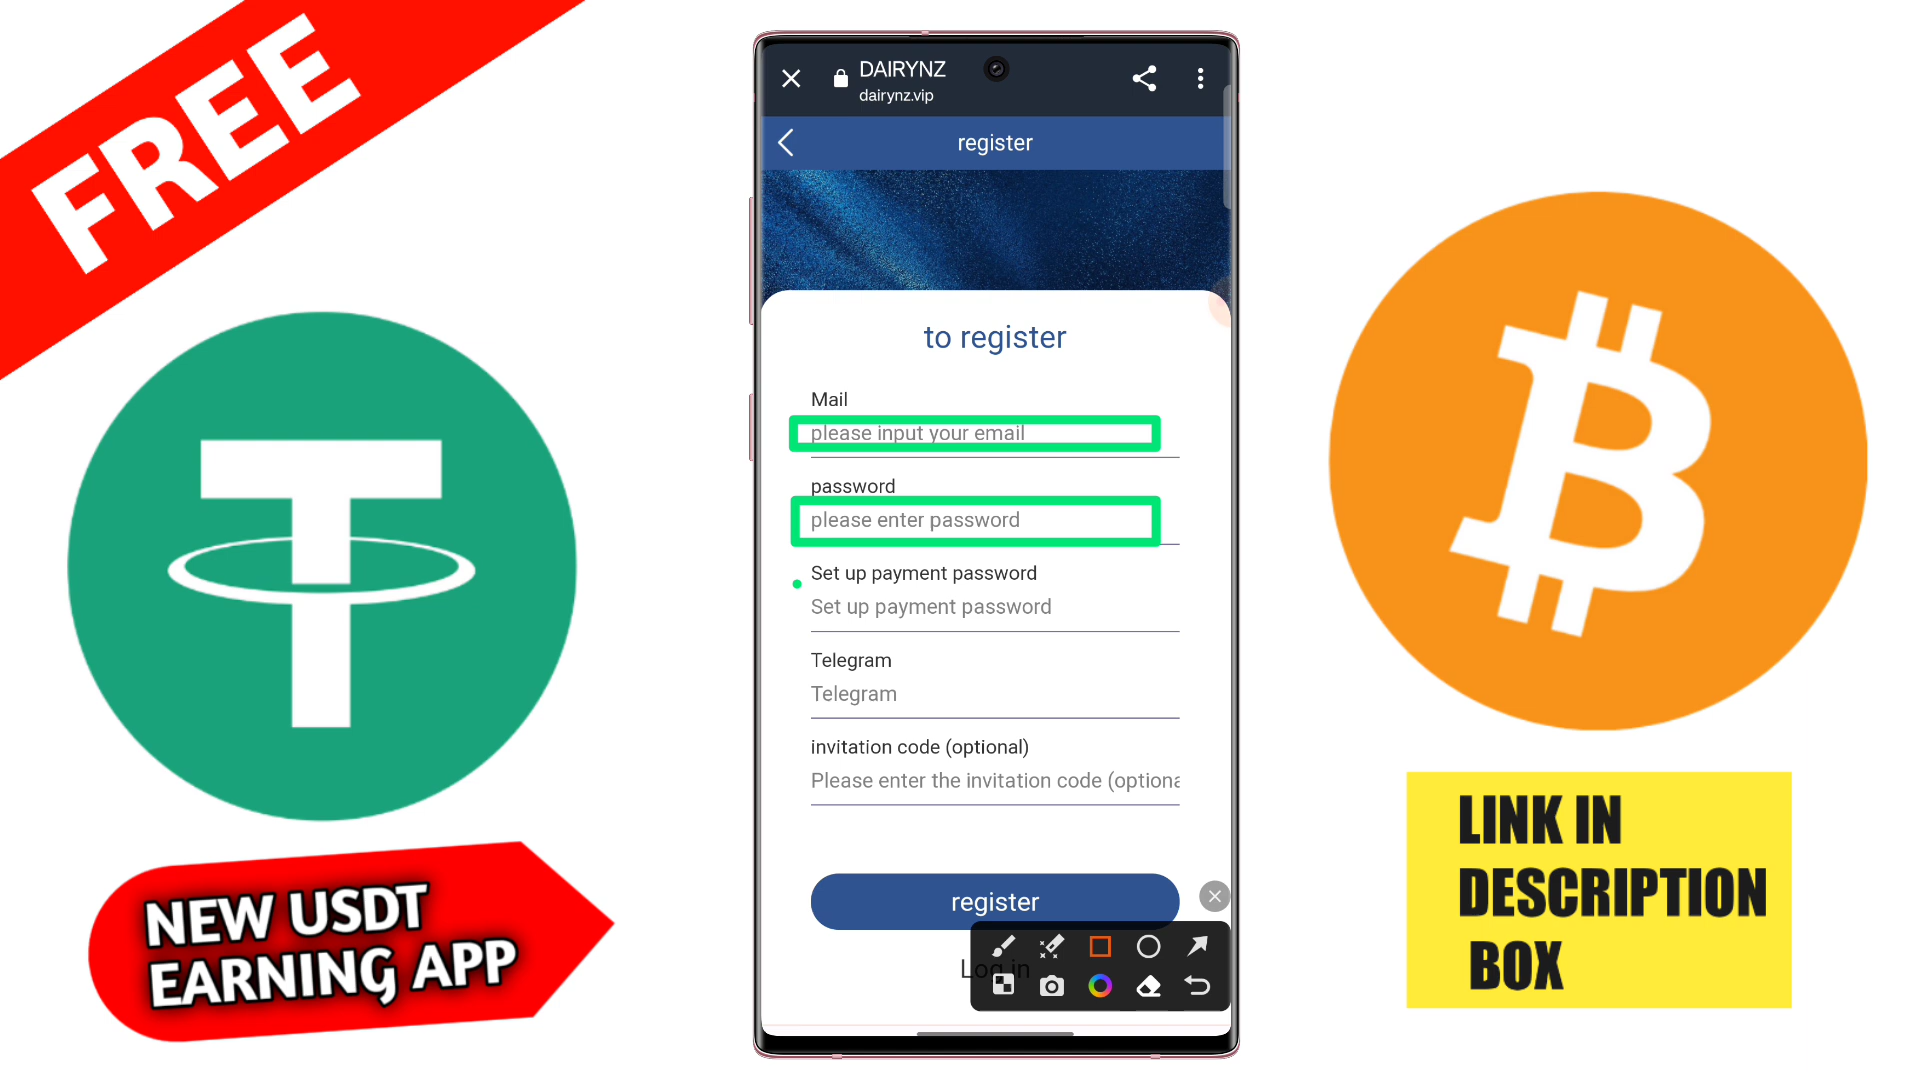 FREE
NEW USDT
EARNING APP
DAIRYNZ
dairynz.vip
register
to register
Mail
please input your email
password
please enter password
Set up payment password
Set up payment password
Telegram
Telegram
invitation code (optional)
Please enter the invitation code (optiona
register
Log in
LINK IN
DESCRIPTION
BOX